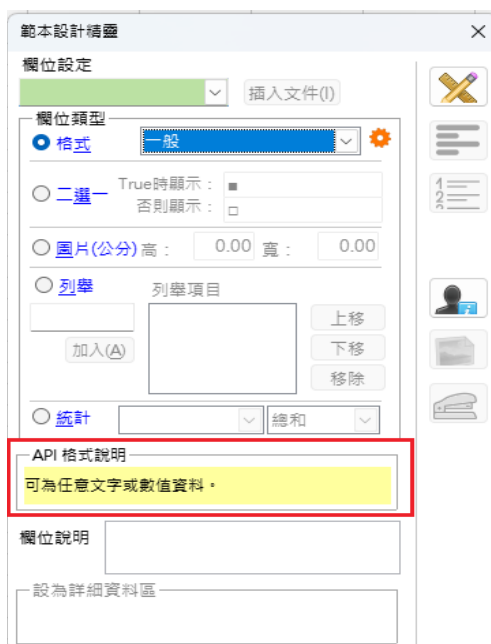 範本設計精靈
欄位設定
插入文件(I)
欄位類型
格式 一般
二選一 True時顯示： ■
否則顯示： □
圖片(公分) 高： 0.00 寬： 0.00
列舉 列舉項目
上移
加入(A) 下移
移除
統計 總和
API 格式說明
可為任意文字或數值資料。
欄位說明
設為詳細資料區